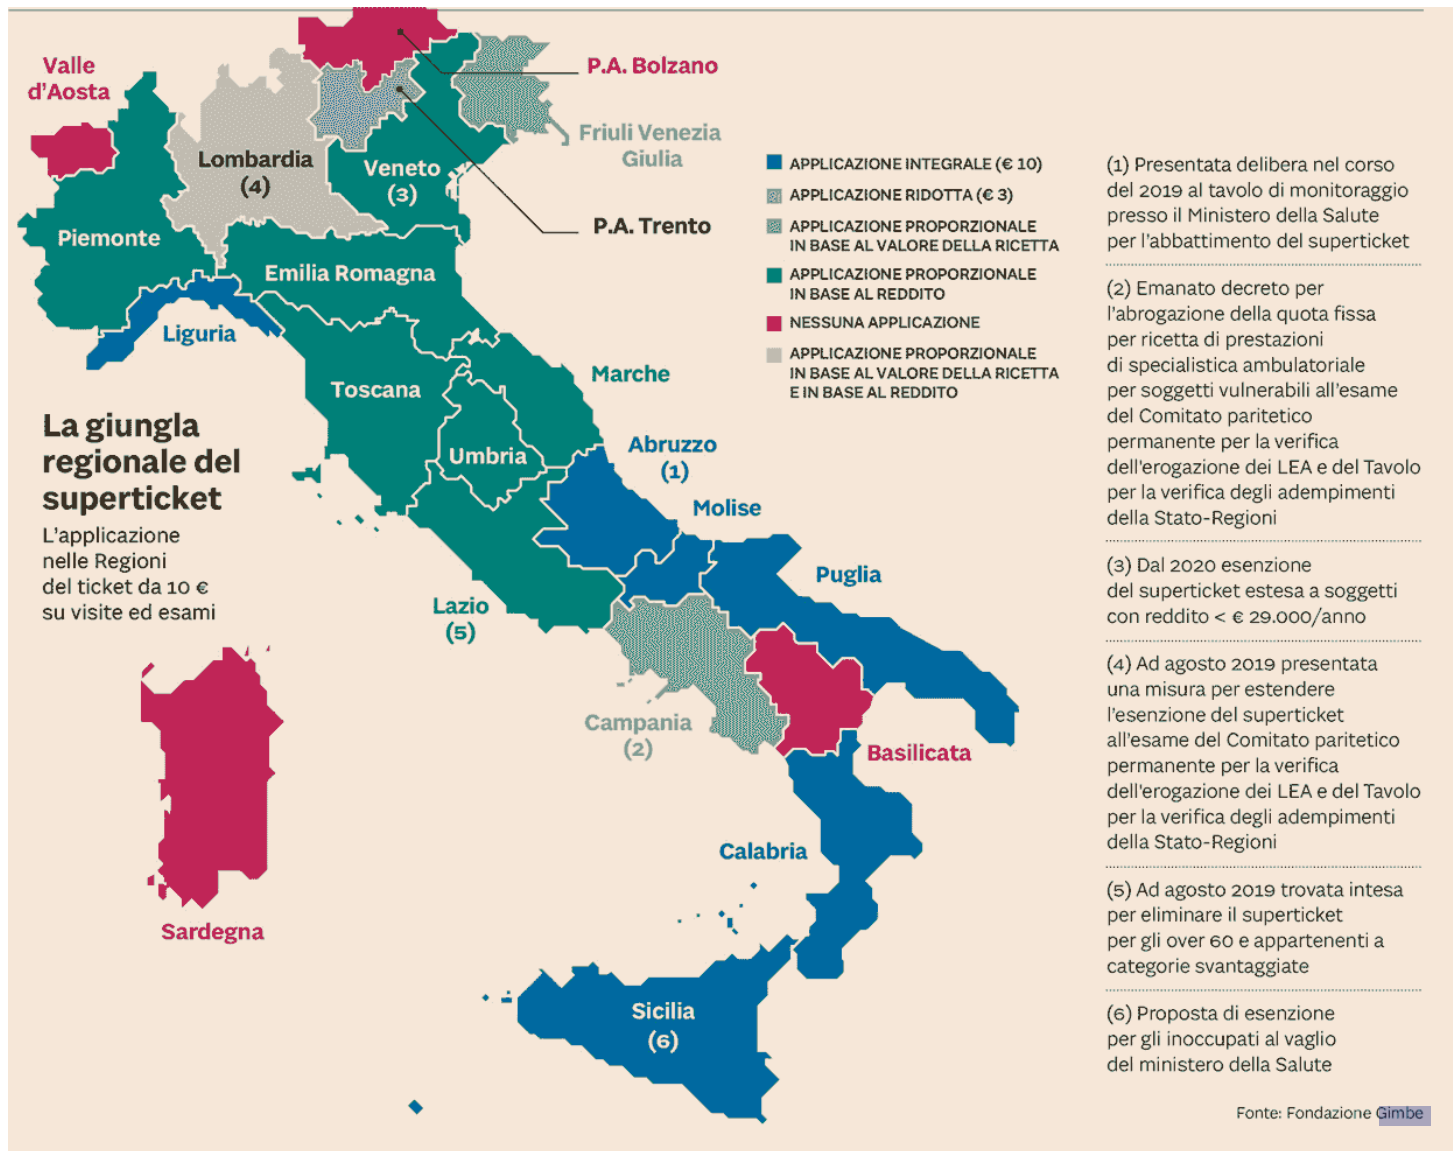 Valle
d'Aosta
P.A. Bolzano
Friuli Venezia
Giulia
Lombardia
(4)
Veneto
(3)
P.A. Trento
Piemonte
Emilia Romagna
Liguria
Toscana
Marche
Umbria
Abruzzo
(1)
Molise
Puglia
Lazio
(5)
Campania
(2)
Basilicata
Calabria
Sardegna
Sicilia
(6)
La giungla
regionale del
superticket
L'applicazione
nelle Regioni
del ticket da 10 €
su visite ed esami
APPLICAZIONE INTEGRALE (€ 10)
APPLICAZIONE RIDOTTA (€ 3)
APPLICAZIONE PROPORZIONALE
IN BASE AL VALORE DELLA RICETTA
APPLICAZIONE PROPORZIONALE
IN BASE AL REDDITO
NESSUNA APPLICAZIONE
APPLICAZIONE PROPORZIONALE
IN BASE AL VALORE DELLA RICETTA
E IN BASE AL REDDITO
(1) Presentata delibera nel corso
del 2019 al tavolo di monitoraggio
presso il Ministero della Salute
per l'abbattimento del superticket
(2) Emanato decreto per
l'abrogazione della quota fissa
per ricetta di prestazioni
di specialistica ambulatoriale
per soggetti vulnerabili all'esame
del Comitato paritetico
permanente per la verifica
dell'erogazione dei LEA e del Tavolo
per la verifica degli adempimenti
della Stato-Regioni
(3) Dal 2020 esenzione
del superticket estesa a soggetti
con reddito < € 29.000/anno
(4) Ad agosto 2019 presentata
una misura per estendere
l'esenzione del superticket
all'esame del Comitato paritetico
permanente per la verifica
dell'erogazione dei LEA e del Tavolo
per la verifica degli adempimenti
della Stato-Regioni
(5) Ad agosto 2019 trovata intesa
per eliminare il superticket
per gli over 60 e appartenenti a
categorie svantaggiate
(6) Proposta di esenzione
per gli inoccupati al vaglio
del ministero della Salute
Fonte: Fondazione Gimbe